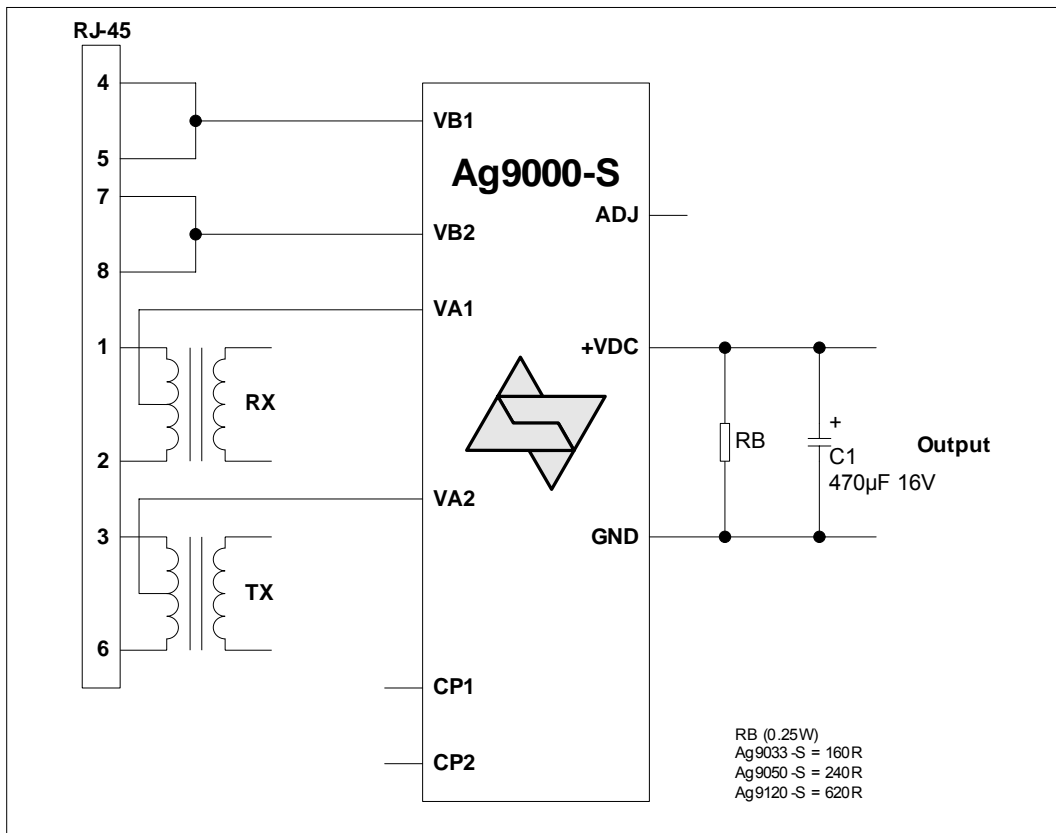 RJ-45
4
5
7
8
1
2
3
6
RX
TX
VB1
Ag9000-S
ADJ
VB2
VA1
+VDC
VA2
GND
CP1
CP2
RB
+
C1
470µF 16V
Output
RB (0.25W)
Ag9033-S = 160R
Ag9050-S = 240R
Ag9120-S = 620R